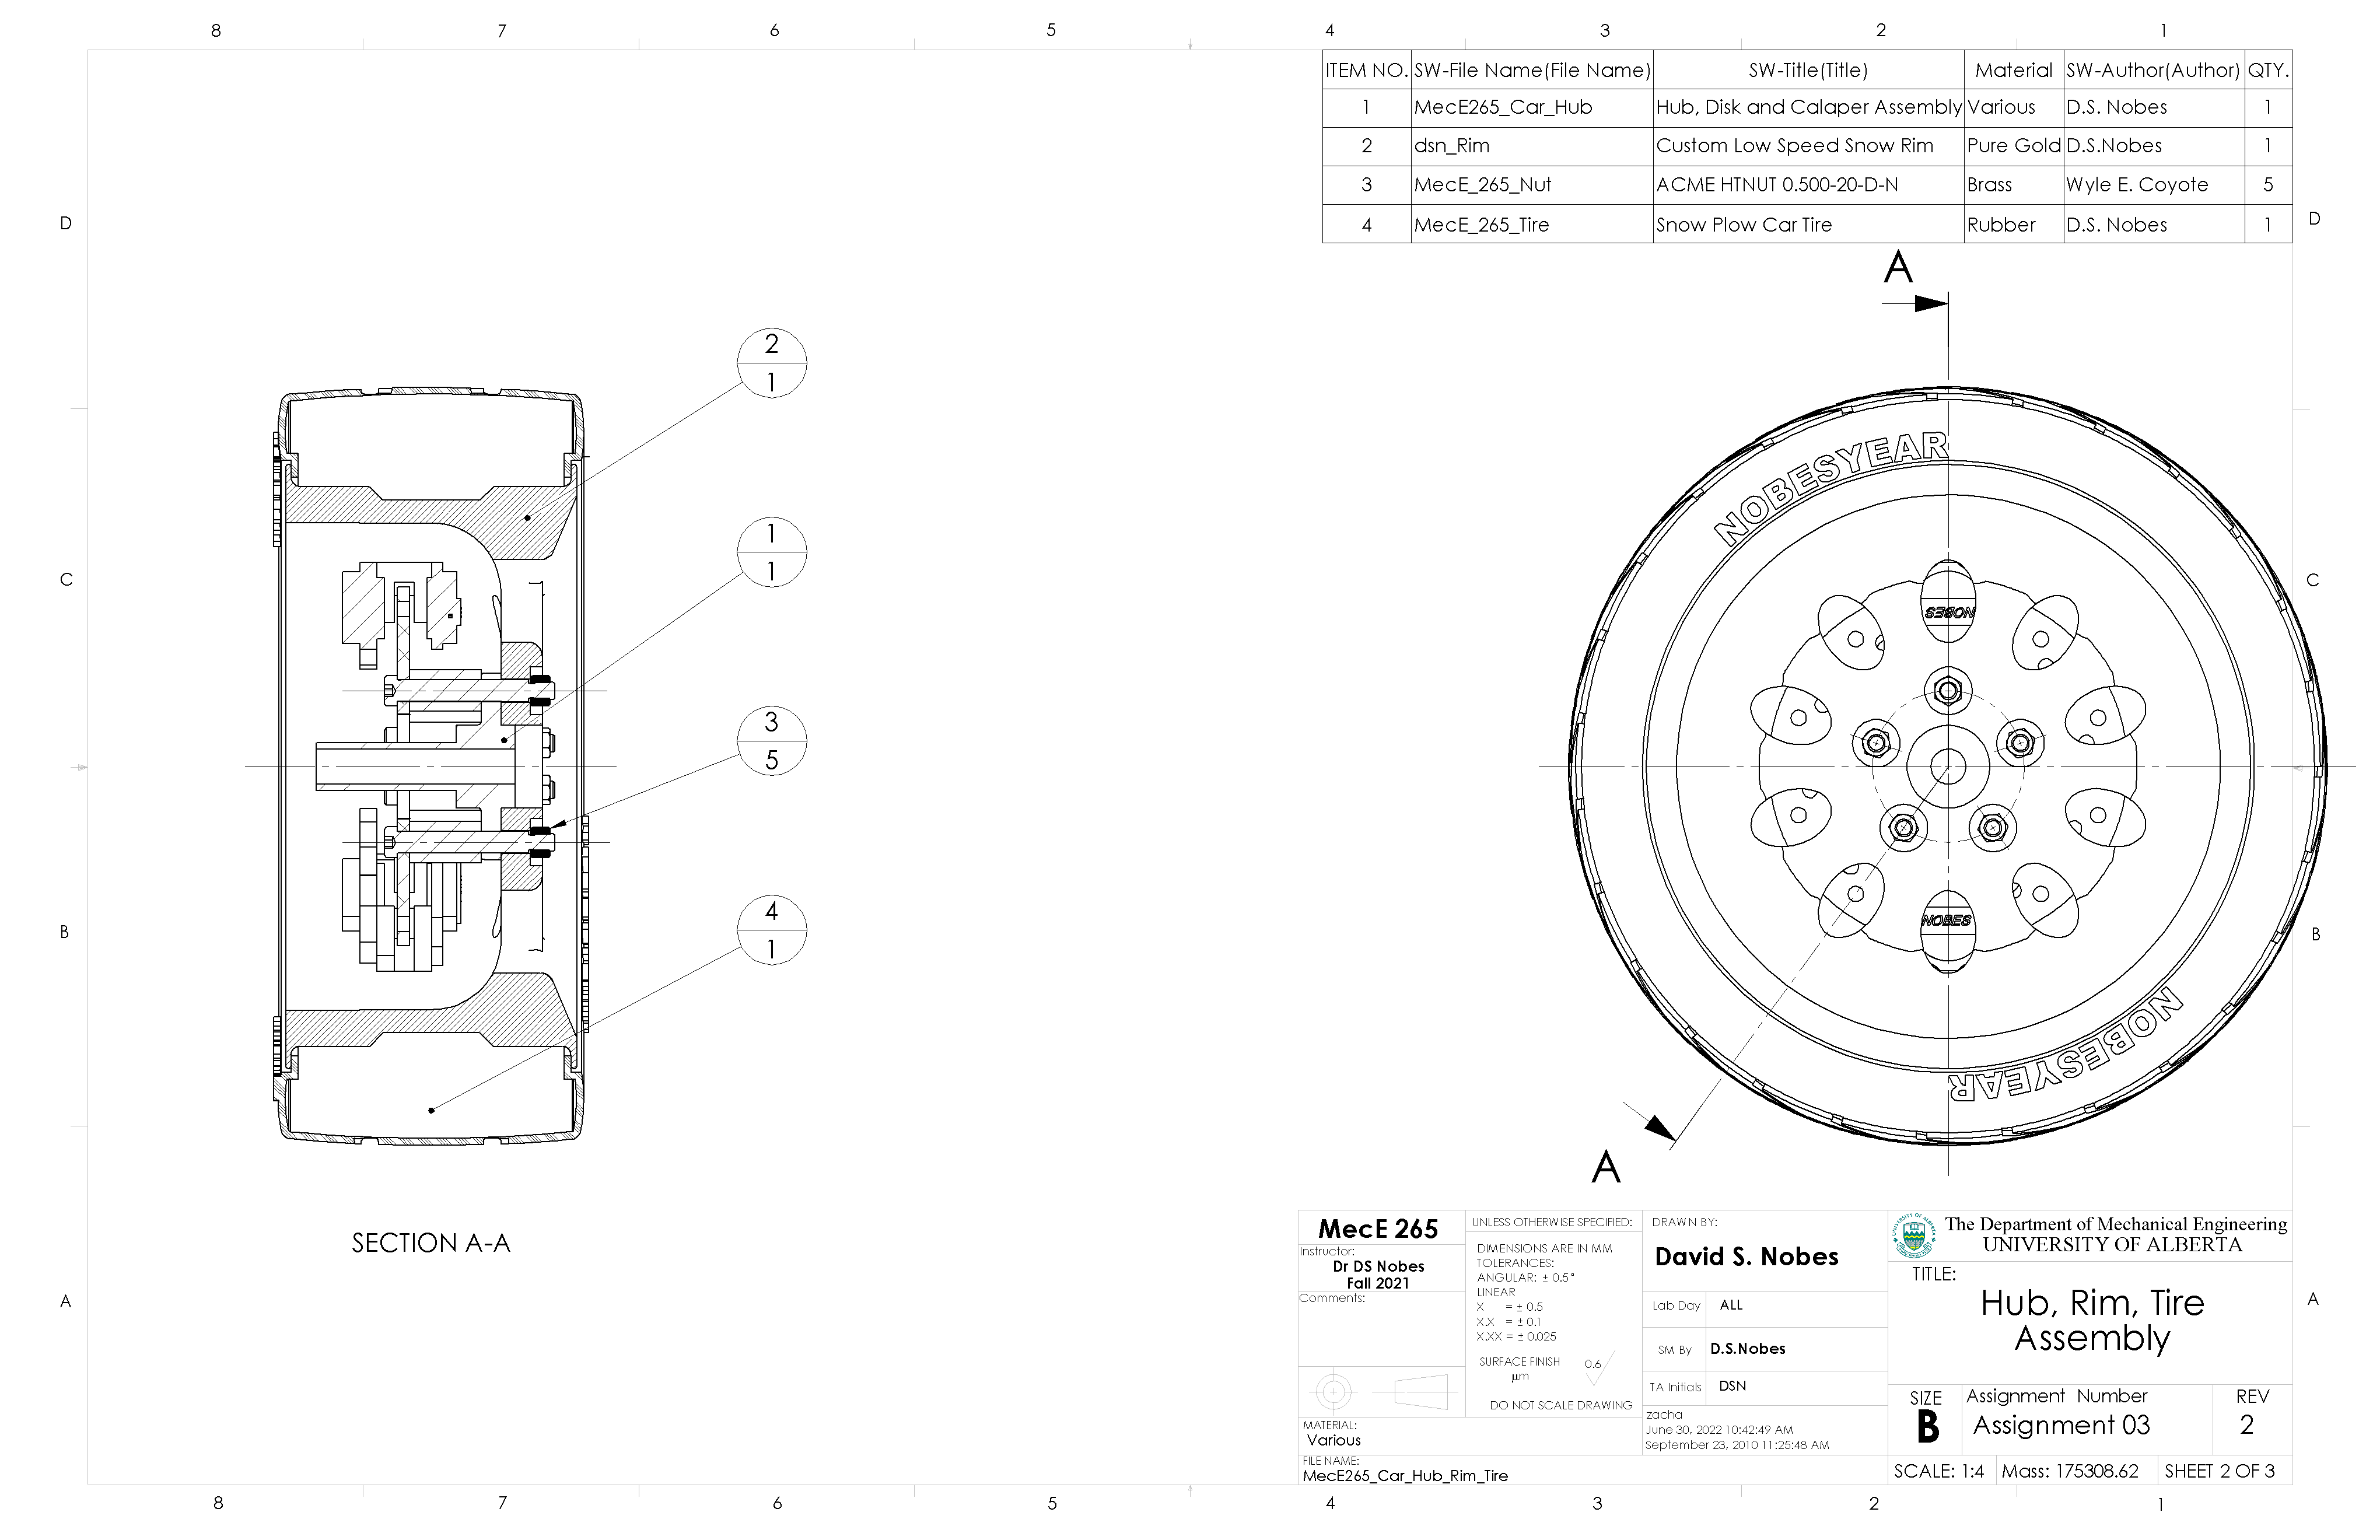 8 7 6 5 4 3 2 1
ITEM NO. SW-File Name(File Name) SW-Title(Title) Material SW-Author(Author) QTY.
1 MecE265_Car_Hub Hub, Disk and Calaper Assembly Various D.S. Nobes 1
2 dsn_Rim Custom Low Speed Snow Rim Pure Gold D.S.Nobes 1
3 MecE_265_Nut ACME HTNUT 0.500-20-D-N Brass Wyle E. Coyote 5
4 MecE_265_Tire Snow Plow Car Tire Rubber D.S. Nobes 1
D D
A
2
1
NOBESYEAR
1
1
C C
NOBES
3
5
4
1
B B
NOBES
NOBESYEAR
A
SECTION A-A
A A
MecE 265
Instructor:
Dr DS Nobes
Fall 2021
Comments:
UNLESS OTHERWISE SPECIFIED:
DIMENSIONS ARE IN MM
TOLERANCES:
ANGULAR: ± 0.5°
LINEAR
X = ± 0.5
X.X = ± 0.1
X.XX = ± 0.025
SURFACE FINISH 0.6
µm
DO NOT SCALE DRAWING
MATERIAL:
Various
FILE NAME:
MecE265_Car_Hub_Rim_Tire
DRAWN BY:
David S. Nobes
Lab Day ALL
SM By D.S.Nobes
TA Initials DSN
zacha
June 30, 2022 10:42:49 AM
September 23, 2010 11:25:48 AM
The Department of Mechanical Engineering
UNIVERSITY OF ALBERTA
TITLE:
Hub, Rim, Tire
Assembly
SIZE
B
Assignment Number
Assignment 03
REV
2
SCALE: 1:4 Mass: 175308.62 SHEET 2 OF 3
8 7 6 5 4 3 2 1